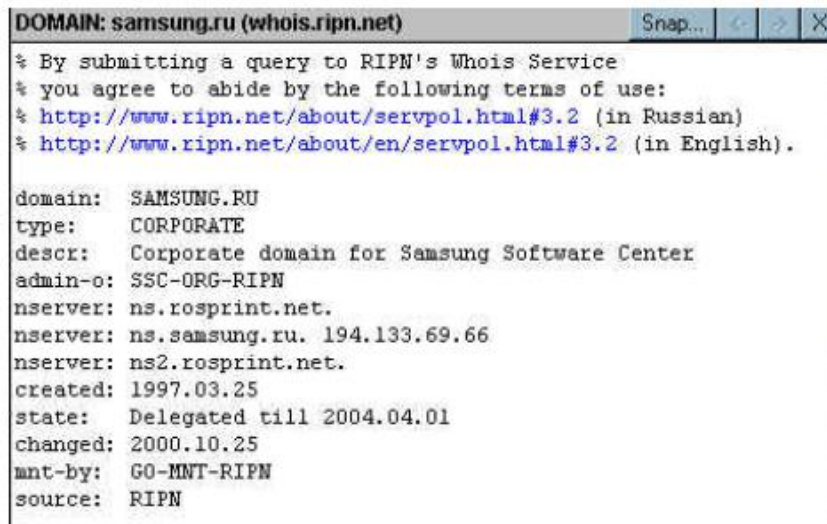 DOMAIN: samsung.ru (whois.ripn.net) Snap...
% By submitting a query to RIPN's Whois Service
% you agree to abide by the following terms of use:
% http://www.ripn.net/about/servpol.html#3.2 (in Russian)
% http://www.ripn.net/about/en/servpol.html#3.2 (in English).
domain: SAMSUNG.RU
type: CORPORATE
descr: Corporate domain for Samsung Software Center
admin-o: SSC-ORG-RIPN
nserver: ns.rosprint.net.
nserver: ns.samsung.ru. 194.133.69.66
nserver: ns2.rosprint.net.
created: 1997.03.25
state: Delegated till 2004.04.01
changed: 2000.10.25
mnt-by: GO-MNT-RIPN
source: RIPN